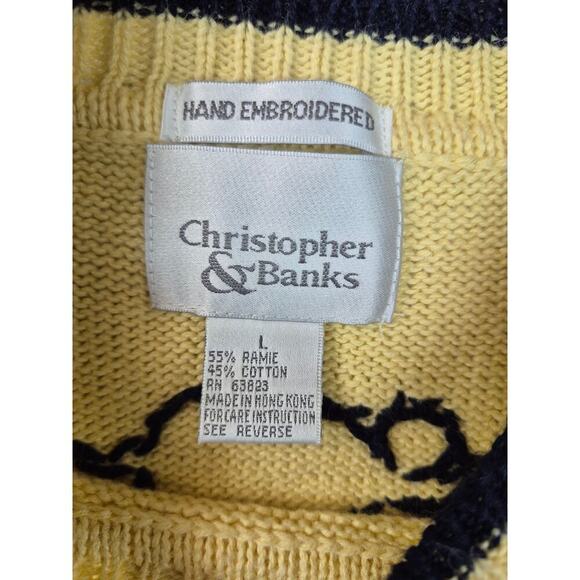 HAND EMBROIDERED
Christopher
& Banks
L
55% RAMIE
45% COTTON
RN 63823
MADE IN HONG KONG
FOR CARE INSTRUCTION
SEE REVERSE